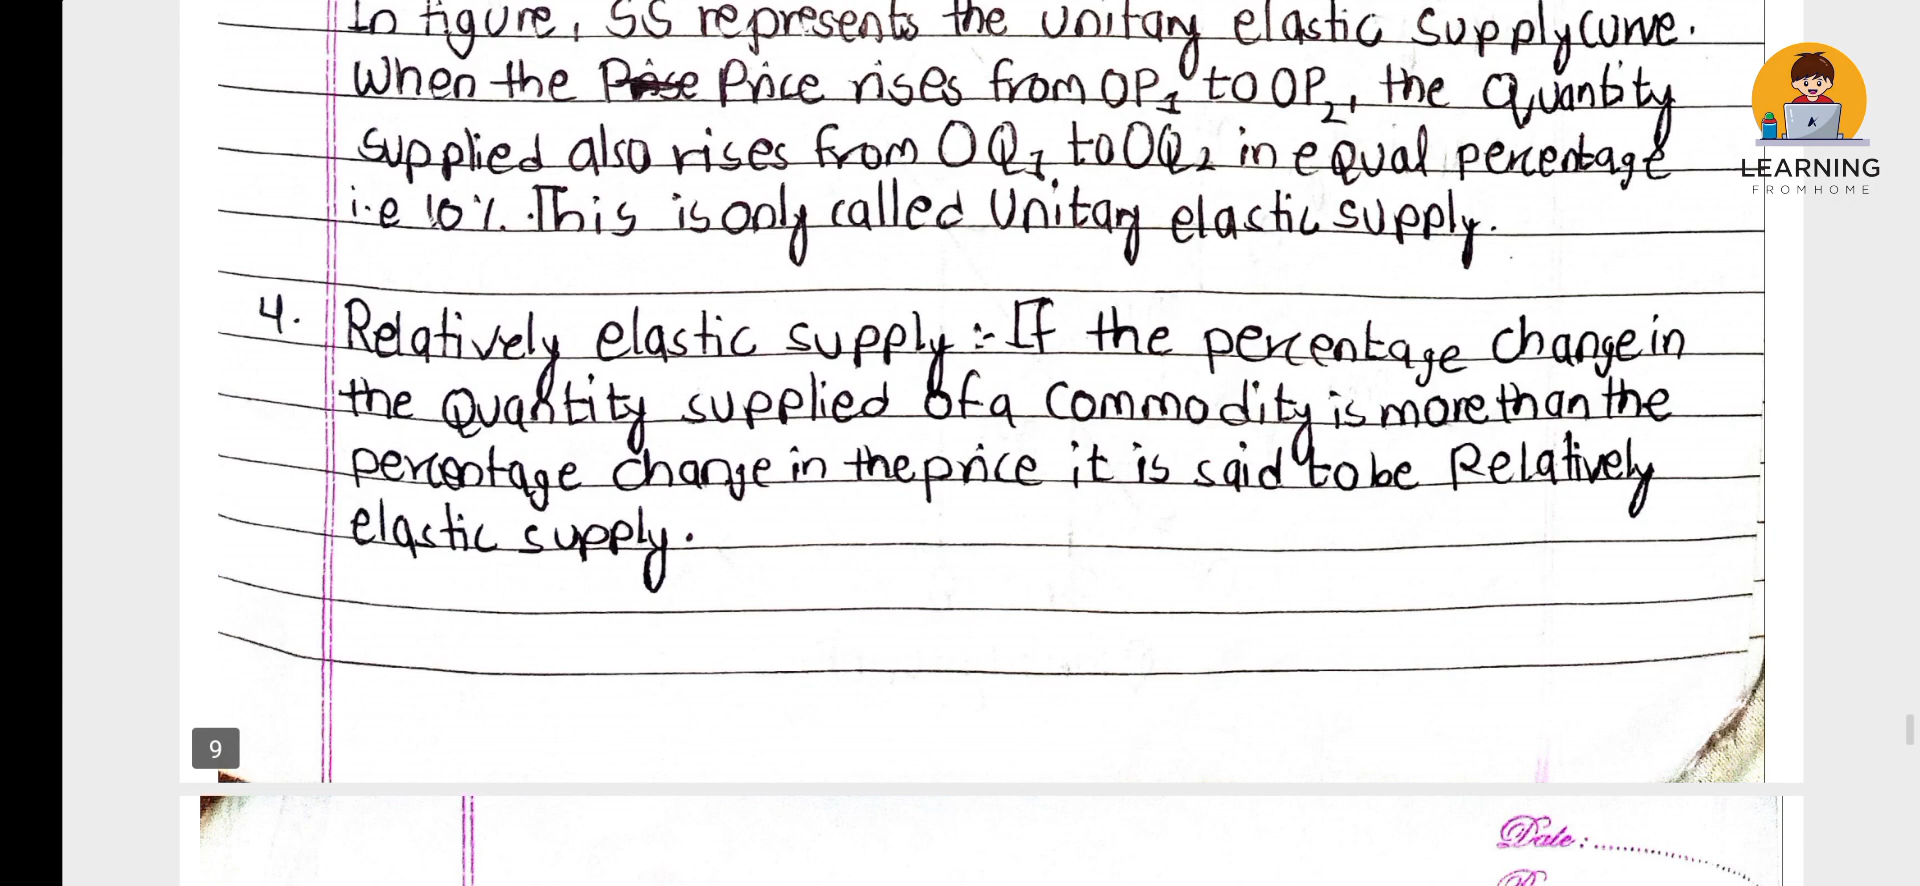 In figure, SS represents the Unitary elastic supply curve.
When the Price rises from OP1 to OP2, the Quantity
supplied also rises from OQ1 to OQ2 in equal percentage
i.e 10%. This is only called Unitary elastic supply.
4. Relatively elastic supply :- If the percentage change in
the Quantity supplied of a commodity is more than the
percentage change in the price it is said to be Relatively
elastic supply.
LEARNING
FROMHOME
9
Date: ..........